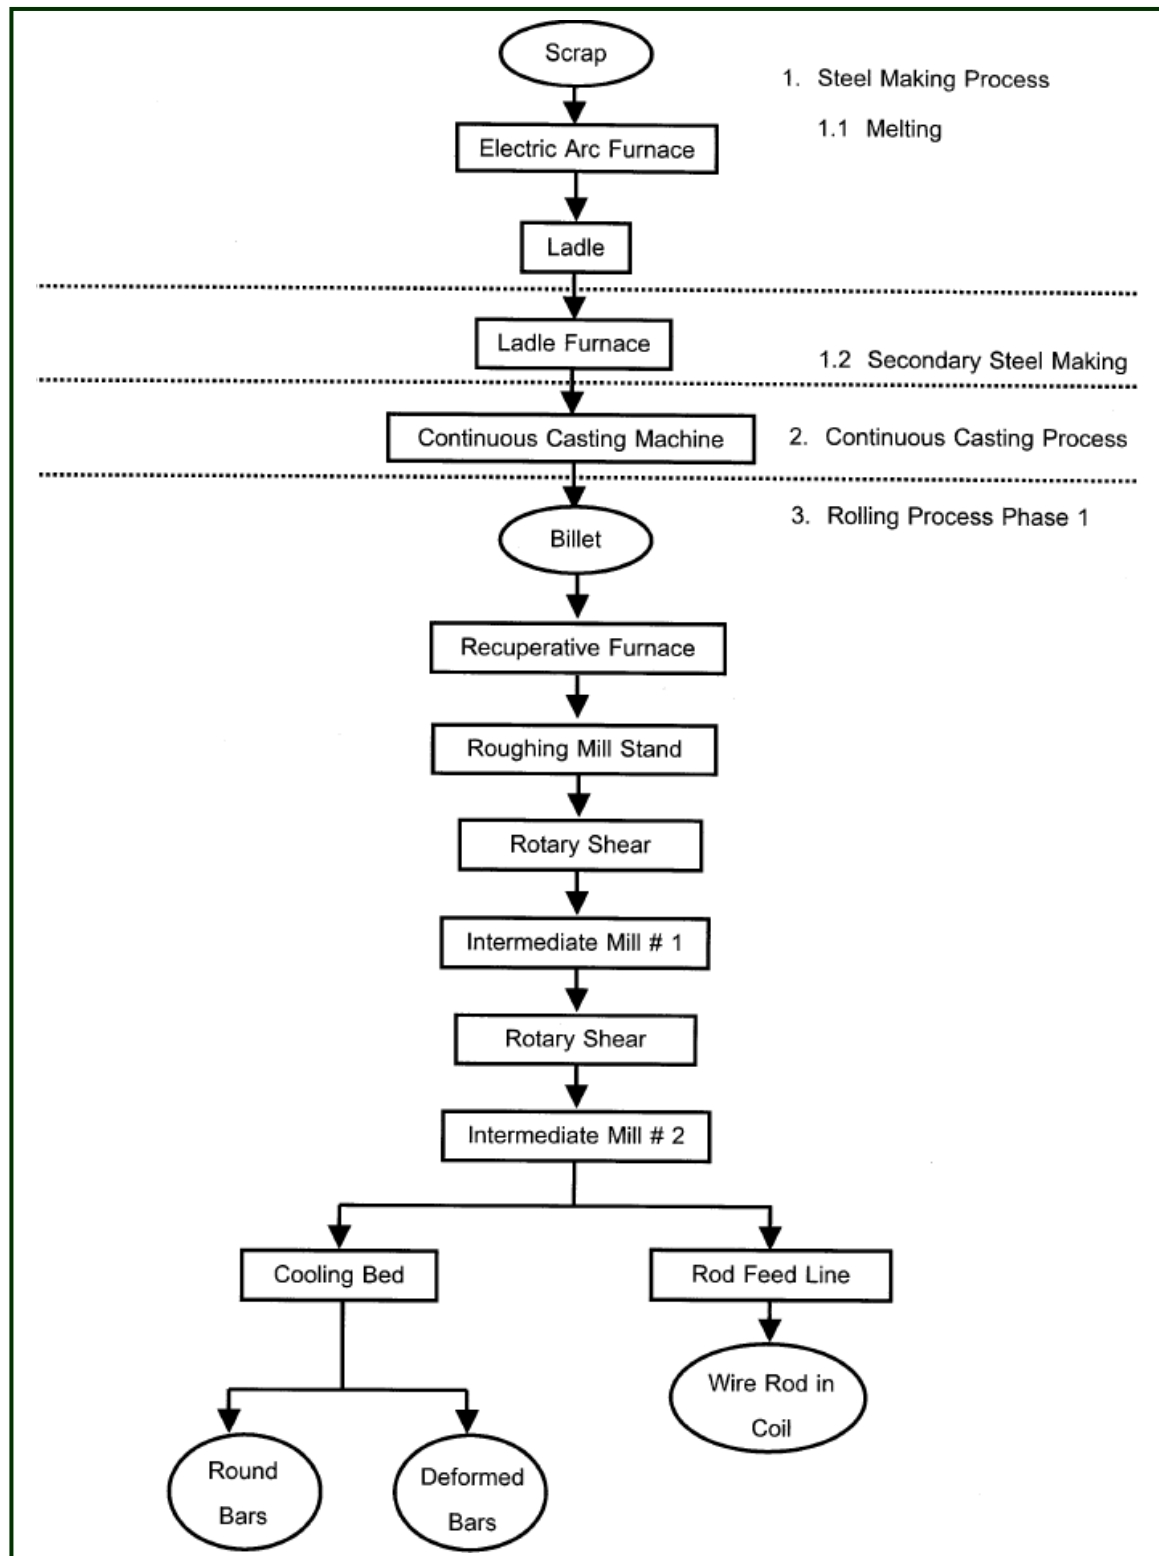 Scrap
1. Steel Making Process
1.1 Melting
Electric Arc Furnace
Ladle
Ladle Furnace
1.2 Secondary Steel Making
Continuous Casting Machine
2. Continuous Casting Process
3. Rolling Process Phase 1
Billet
Recuperative Furnace
Roughing Mill Stand
Rotary Shear
Intermediate Mill # 1
Rotary Shear
Intermediate Mill # 2
Cooling Bed
Rod Feed Line
Wire Rod in
Coil
Round
Bars
Deformed
Bars